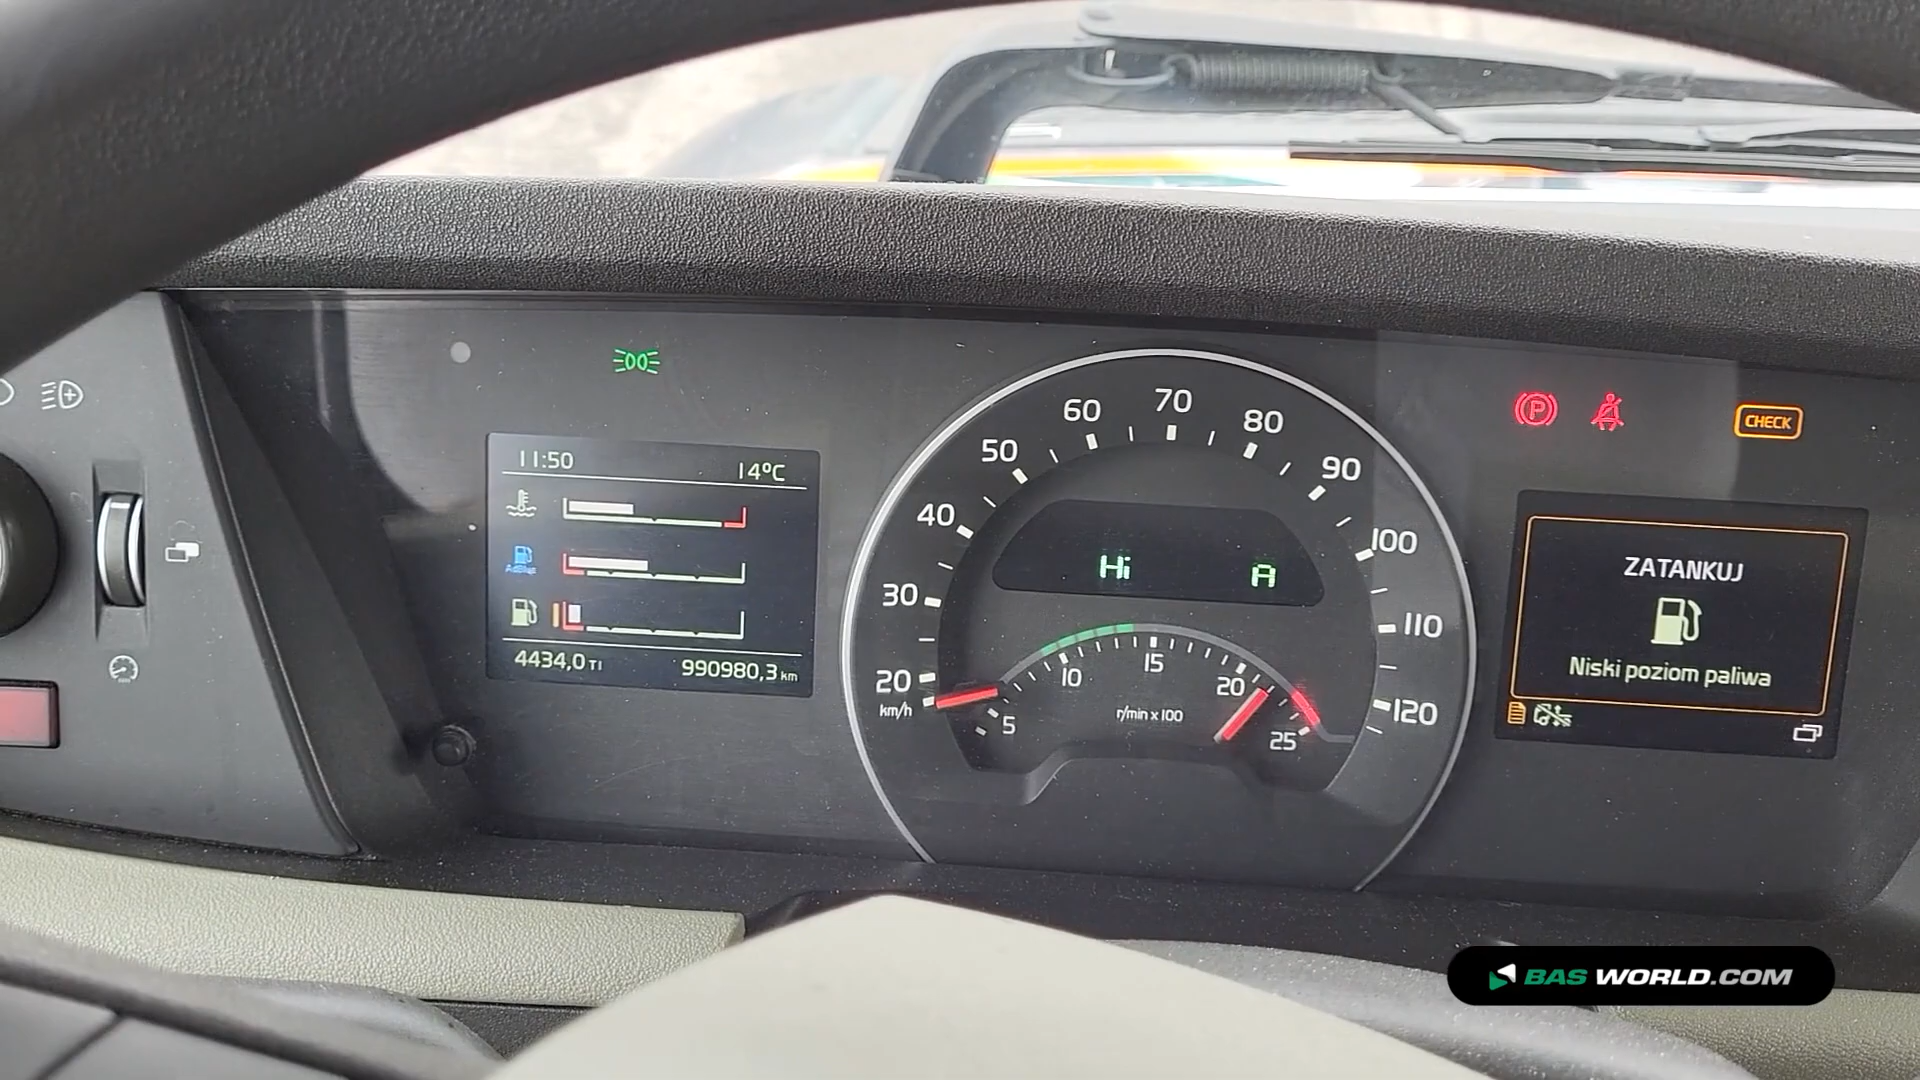 11:50
14°C
AdBlue
4434,0 T1
990980,3 km
20
30
40
50
60
70
80
90
100
110
120
km/h
Hi A
5
10
15
20
25
r/min x 100
P
CHECK
ZATANKUJ
Niski poziom paliwa
BAS WORLD.COM